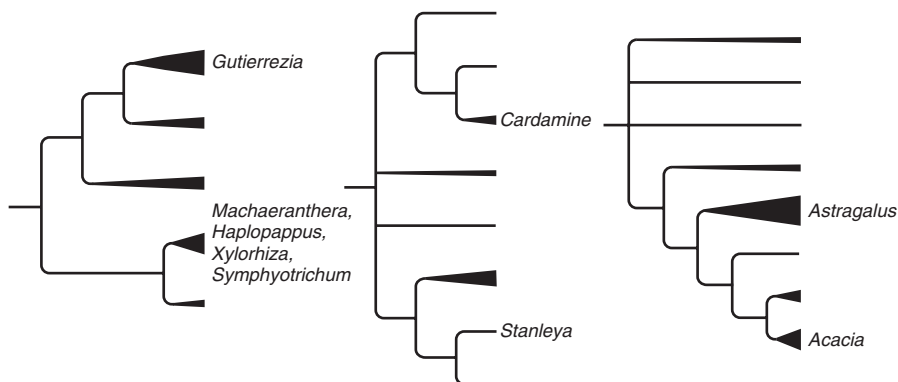 Gutierrezia
Machaeranthera,
Haplopappus,
Xylorhiza,
Symphyotrichum
Cardamine
Stanleya
Astragalus
Acacia